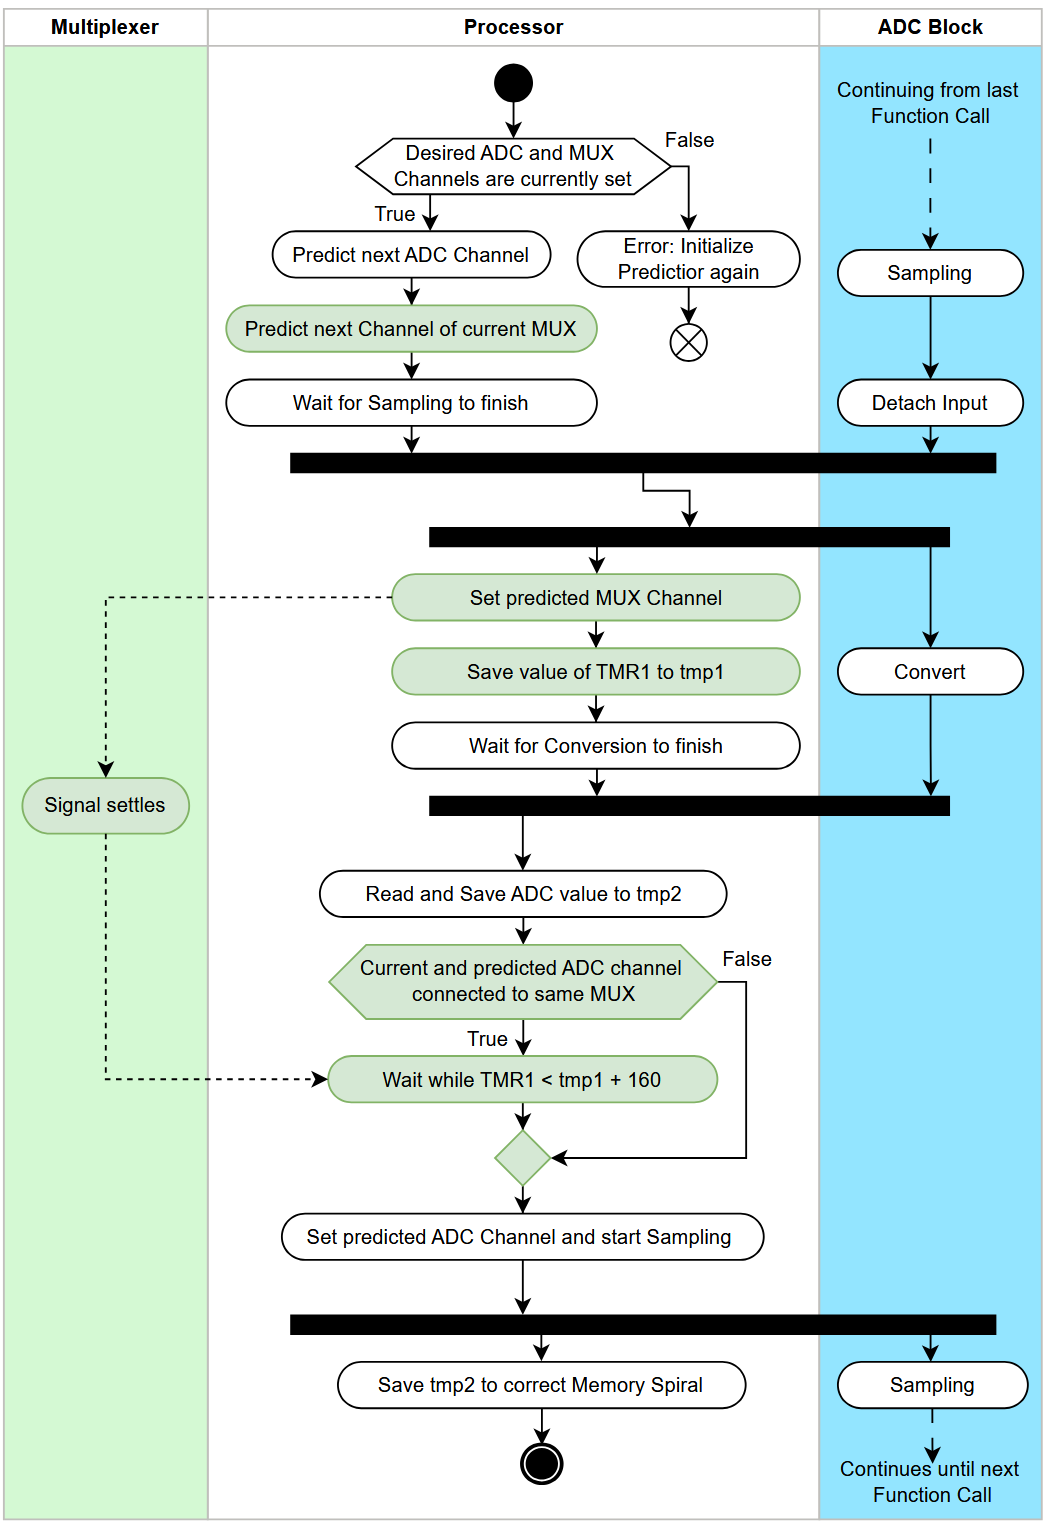 Multiplexer
Processor
ADC Block
Continuing from last
Function Call
Desired ADC and MUX
Channels are currently set
False
True
Predict next ADC Channel
Error: Initialize
Predictior again
Sampling
Predict next Channel of current MUX
Wait for Sampling to finish
Detach Input
Set predicted MUX Channel
Save value of TMR1 to tmp1
Convert
Wait for Conversion to finish
Signal settles
Read and Save ADC value to tmp2
Current and predicted ADC channel
connected to same MUX
False
True
Wait while TMR1 < tmp1 + 160
Set predicted ADC Channel and start Sampling
Save tmp2 to correct Memory Spiral
Sampling
Continues until next
Function Call